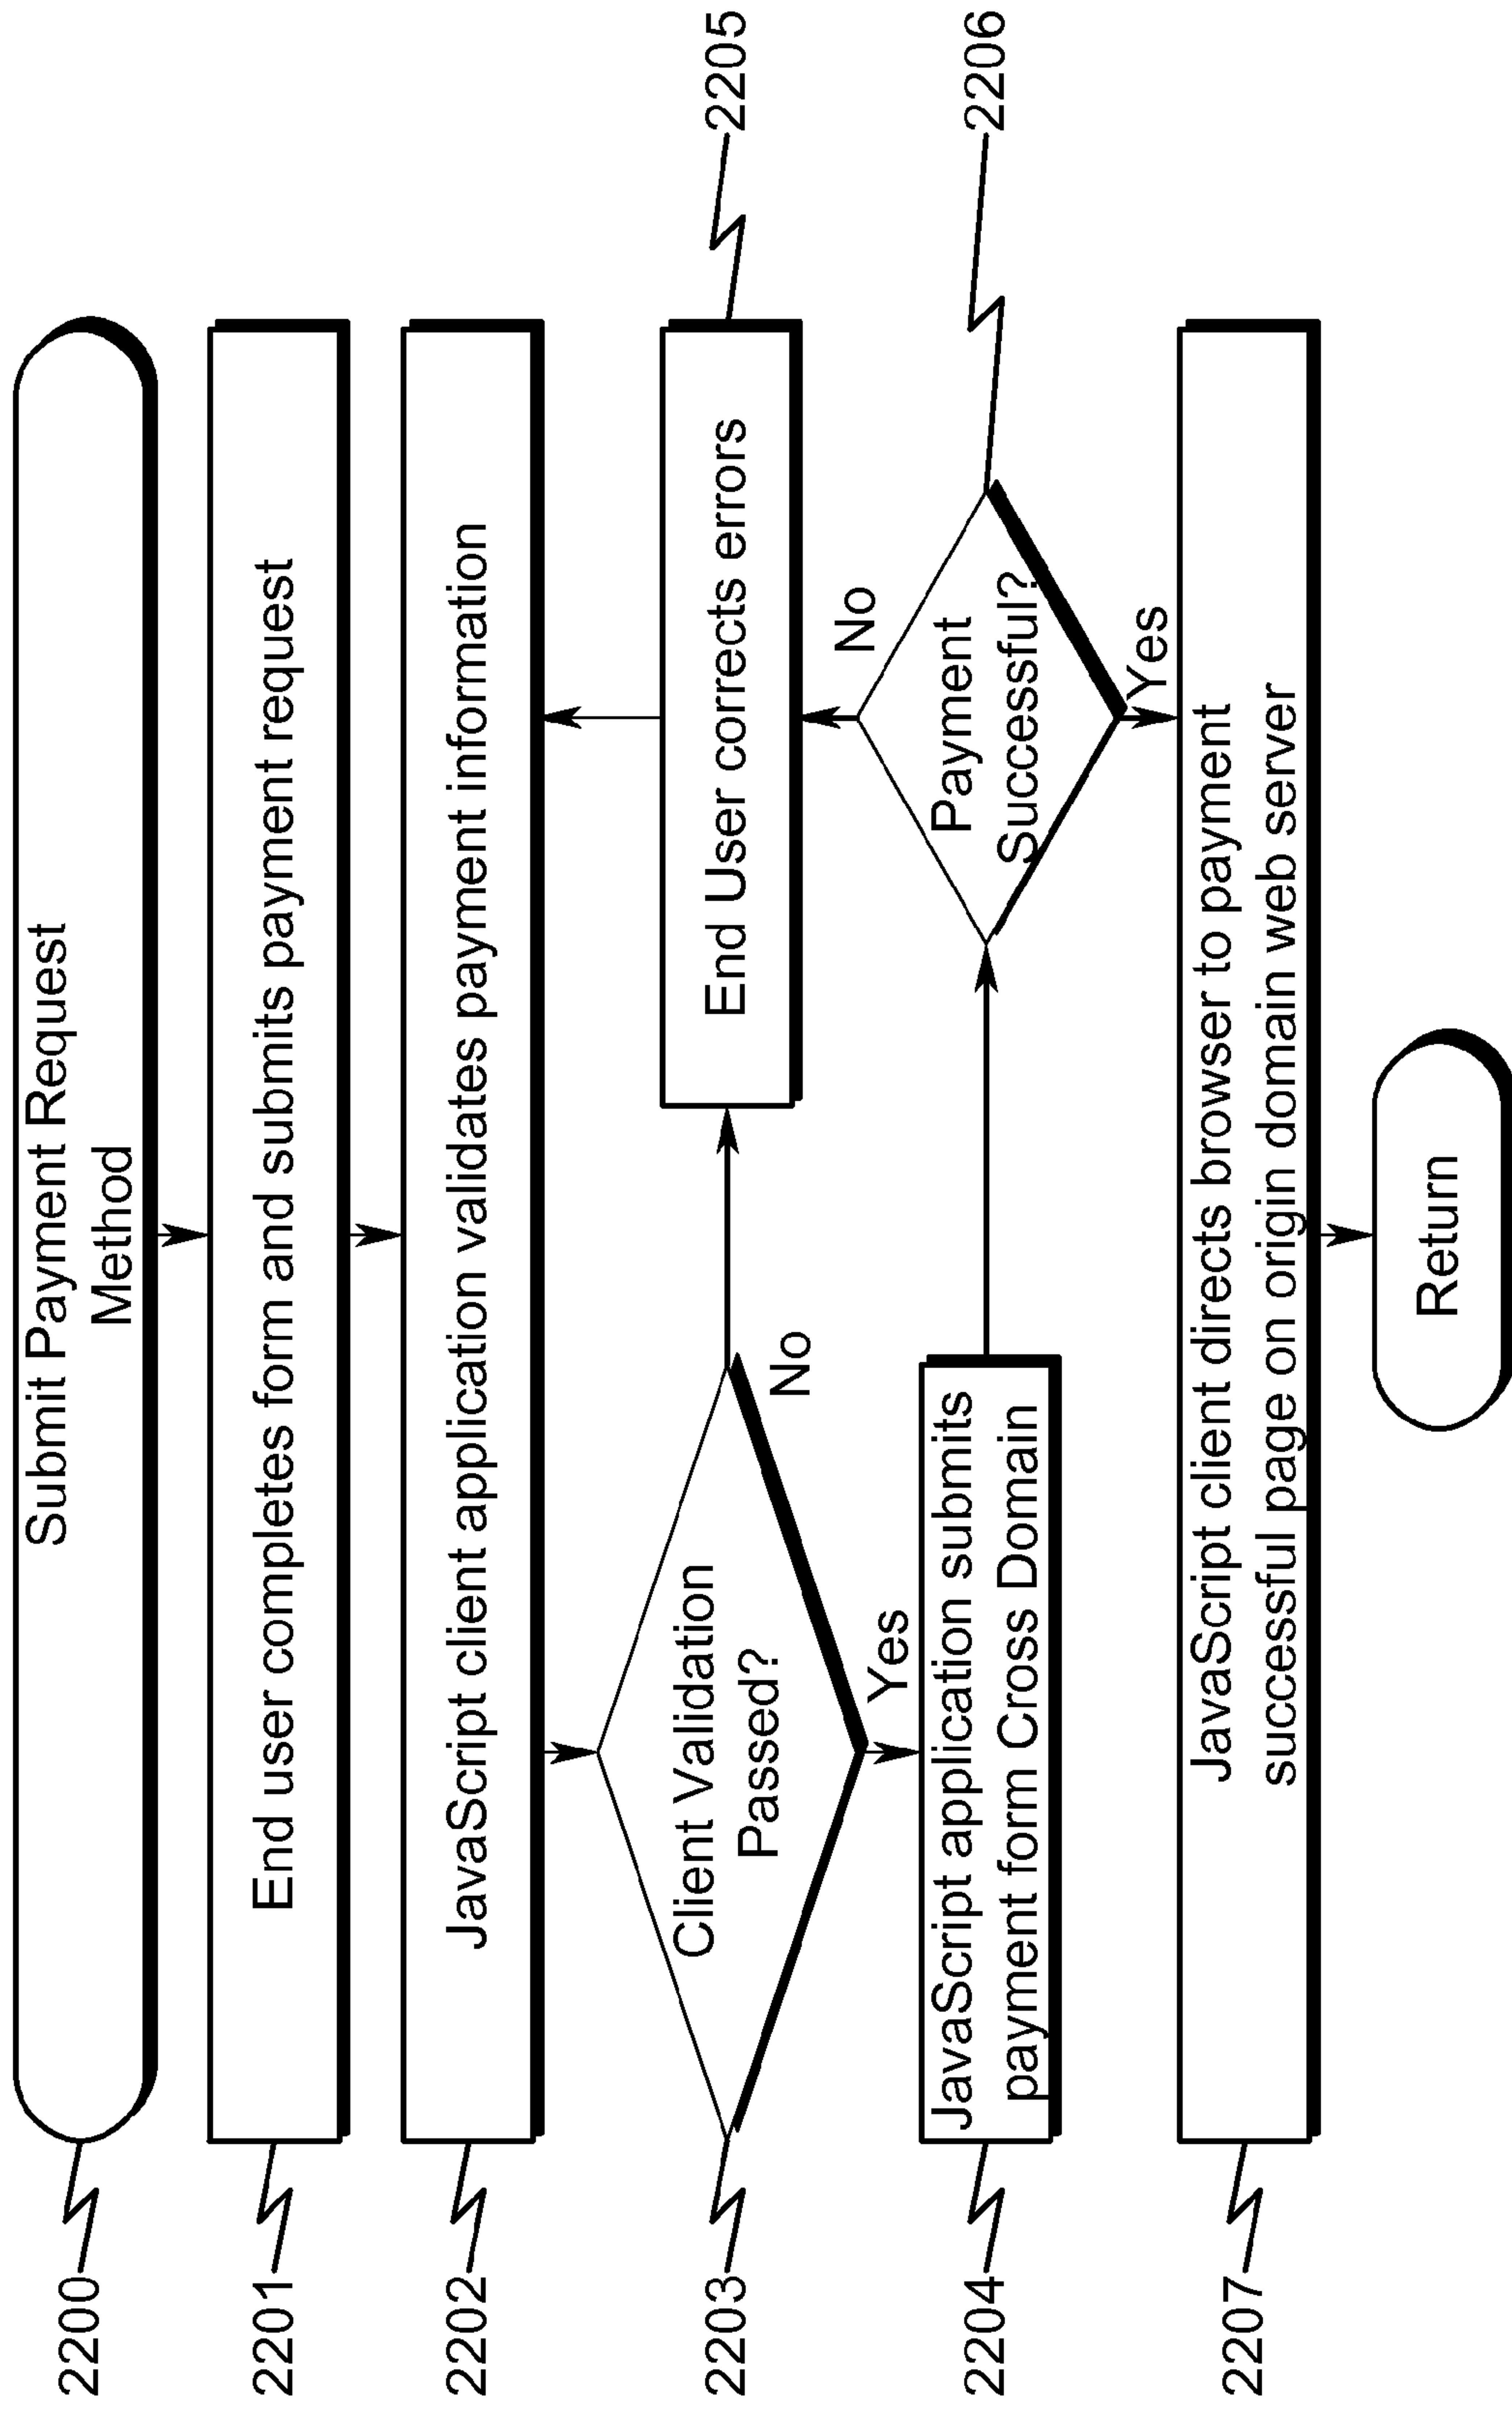 2200
Submit Payment Request
Method
2201
End user completes form and submits payment request
2202
JavaScript client application validates payment information
2203
Client Validation
Passed?
No
Yes
End User corrects errors
2205
2204
JavaScript application submits
payment form Cross Domain
Payment
Successful?
No
Yes
2206
2207
JavaScript client directs browser to payment
successful page on origin domain web server
Return